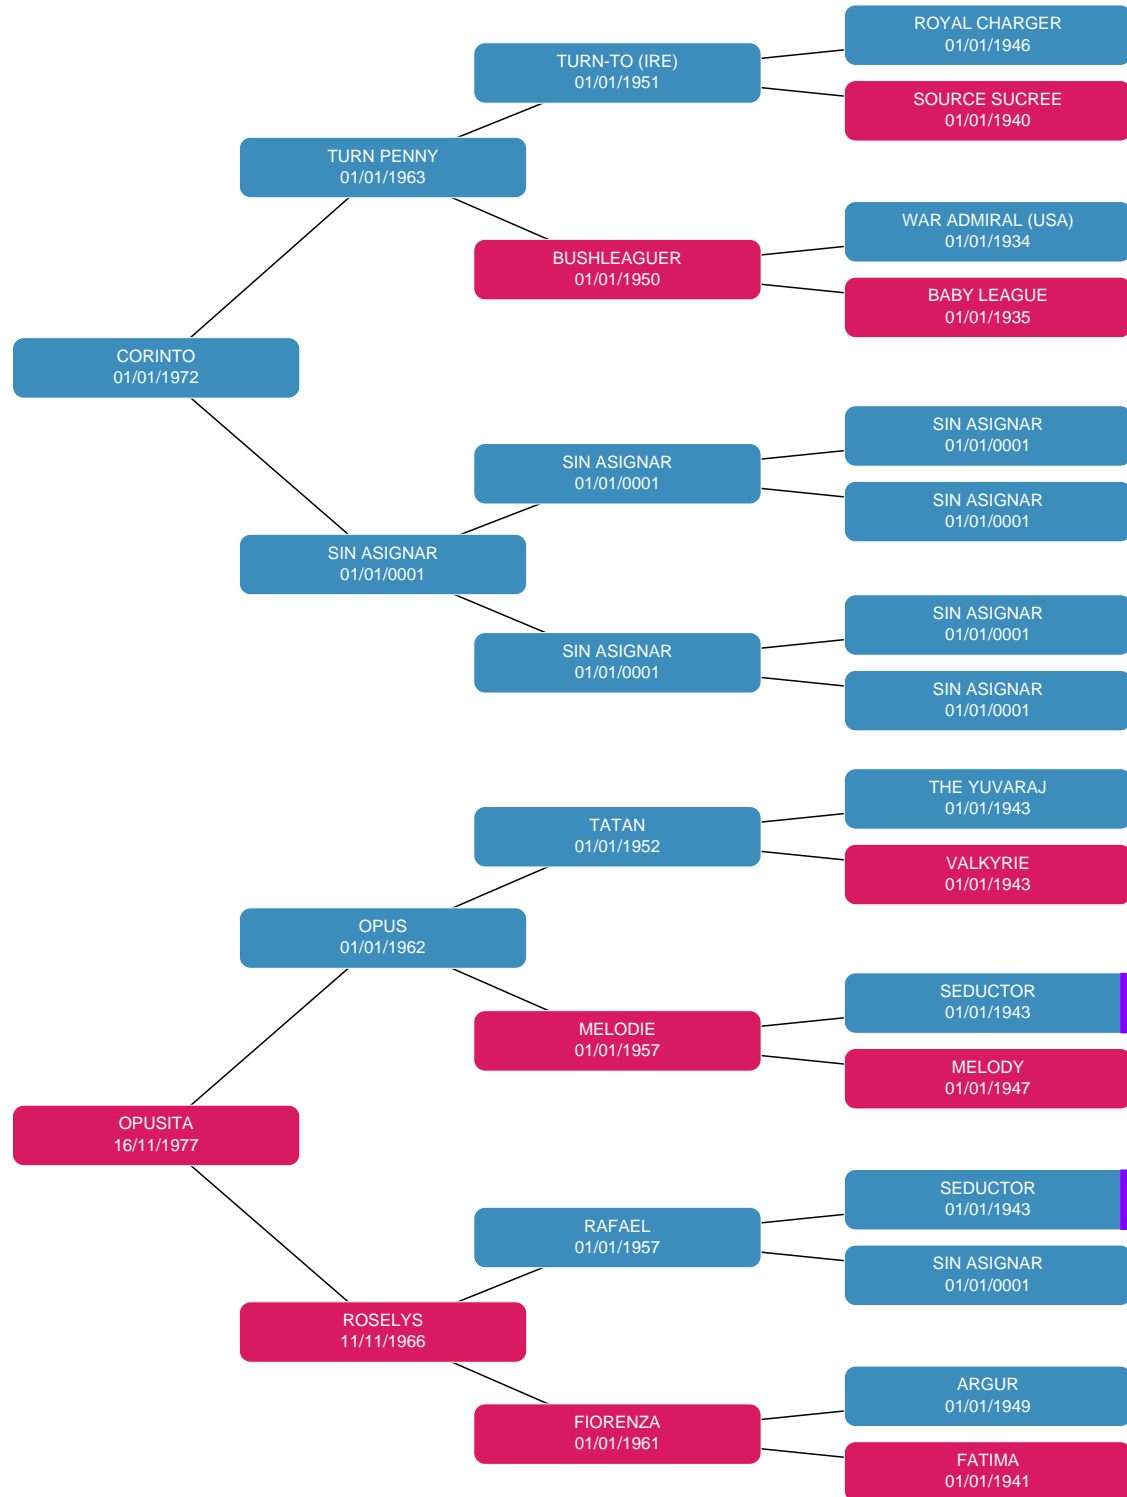 ROYAL CHARGER
01/01/1946
TURN-TO (IRE)
01/01/1951
SOURCE SUCREE
01/01/1940
TURN PENNY
01/01/1963
WAR ADMIRAL (USA)
01/01/1934
BUSHLEAGUER
01/01/1950
BABY LEAGUE
01/01/1935
CORINTO
01/01/1972
SIN ASIGNAR
01/01/0001
SIN ASIGNAR
01/01/0001
SIN ASIGNAR
01/01/0001
SIN ASIGNAR
01/01/0001
SIN ASIGNAR
01/01/0001
SIN ASIGNAR
01/01/0001
SIN ASIGNAR
01/01/0001
THE YUVARAJ
01/01/1943
TATAN
01/01/1952
VALKYRIE
01/01/1943
OPUS
01/01/1962
SEDUCTOR
01/01/1943
MELODIE
01/01/1957
MELODY
01/01/1947
OPUSITA
16/11/1977
SEDUCTOR
01/01/1943
RAFAEL
01/01/1957
SIN ASIGNAR
01/01/0001
ROSELYS
11/11/1966
ARGUR
01/01/1949
FIORENZA
01/01/1961
FATIMA
01/01/1941